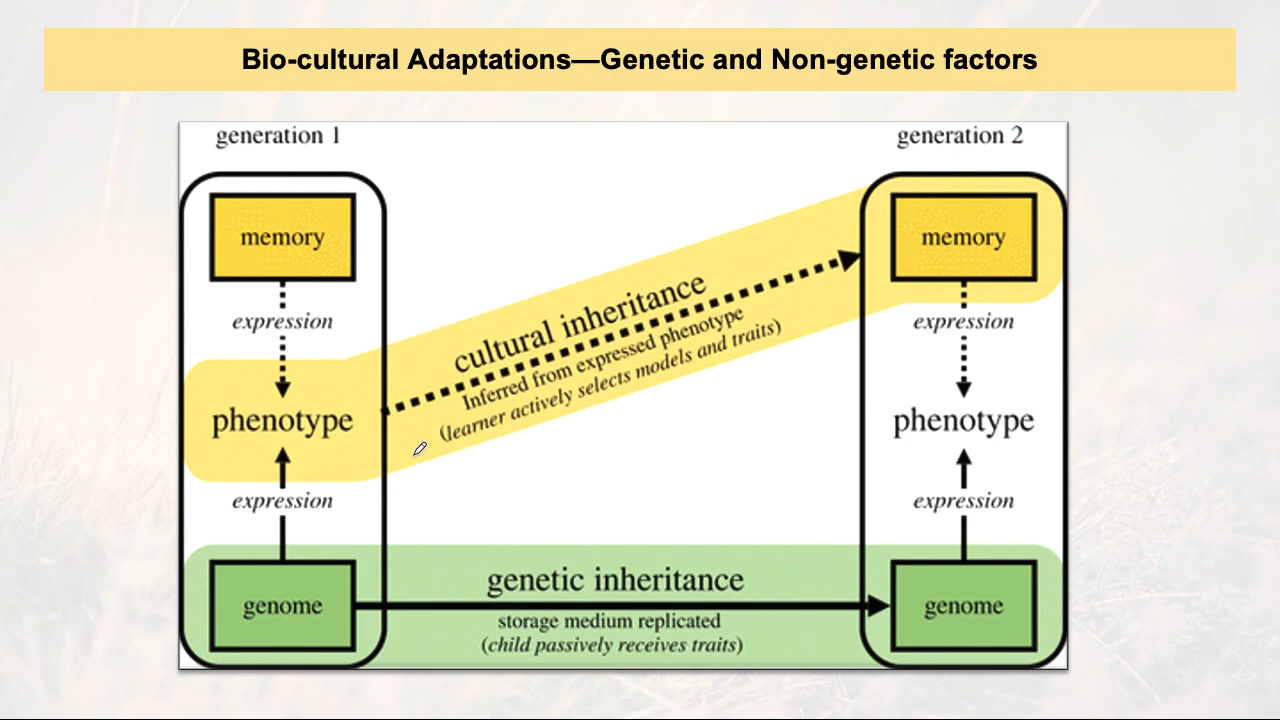 Bio-cultural Adaptations—Genetic and Non-genetic factors
generation 1
generation 2
memory
memory
expression
expression
cultural inheritance
Inferred from expressed phenotype
(learner actively selects models and traits)
phenotype
phenotype
expression
expression
genetic inheritance
genome
genome
storage medium replicated
(child passively receives traits)